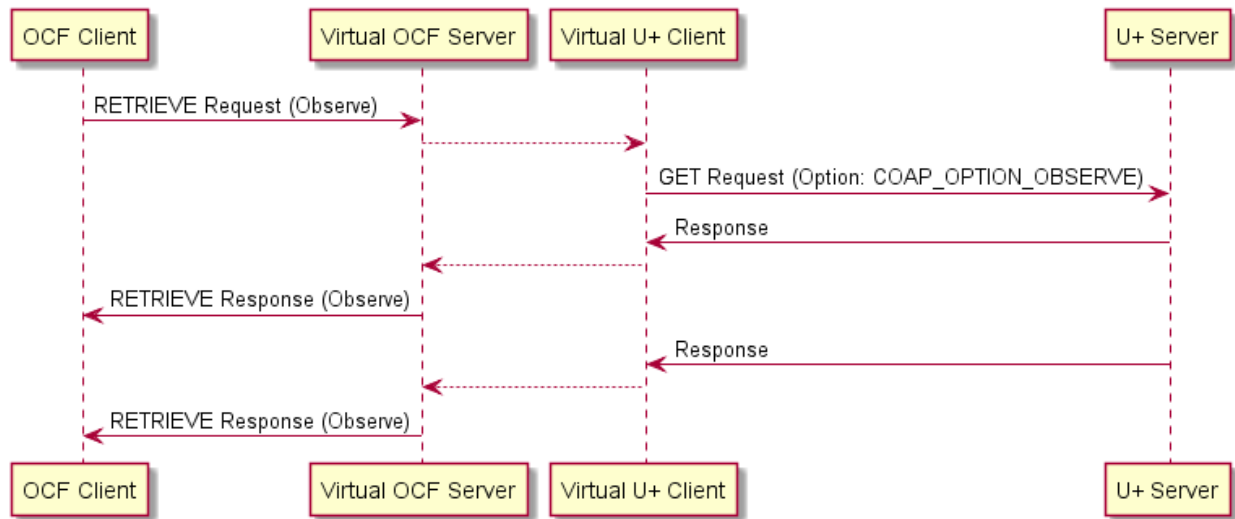 OCF Client
Virtual OCF Server
Virtual U+ Client
U+ Server
RETRIEVE Request (Observe)
GET Request (Option: COAP_OPTION_OBSERVE)
Response
RETRIEVE Response (Observe)
Response
RETRIEVE Response (Observe)
OCF Client
Virtual OCF Server
Virtual U+ Client
U+ Server